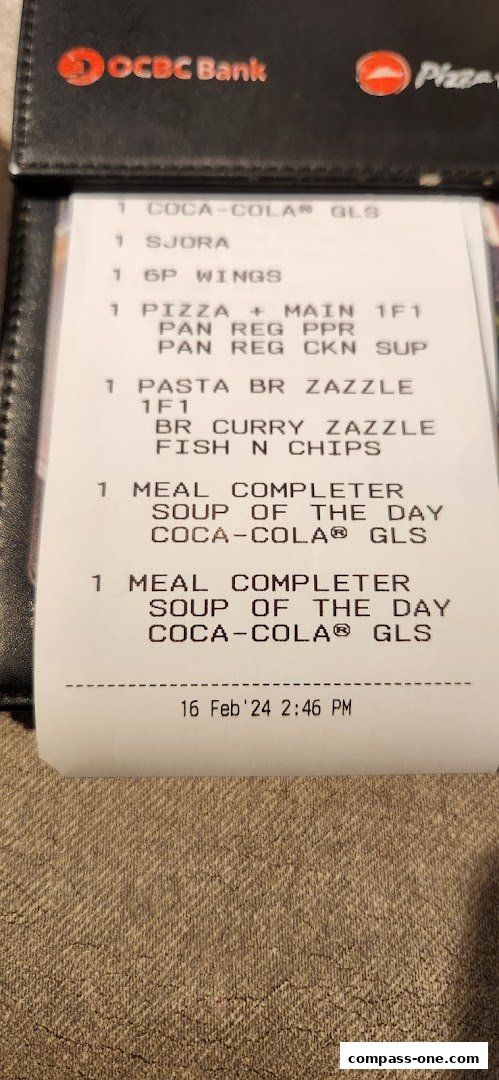 OCBC Bank
Pizza
1 COCA-COLA® GLS
1 SJORA
1 6P WINGS
1 PIZZA + MAIN 1F1
PAN REG PPR
PAN REG CKN SUP
1 PASTA BR ZAZZLE
1F1
BR CURRY ZAZZLE
FISH N CHIPS
1 MEAL COMPLETER
SOUP OF THE DAY
COCA-COLA® GLS
1 MEAL COMPLETER
SOUP OF THE DAY
COCA-COLA® GLS
16 Feb'24 2:46 PM
compass-one.com